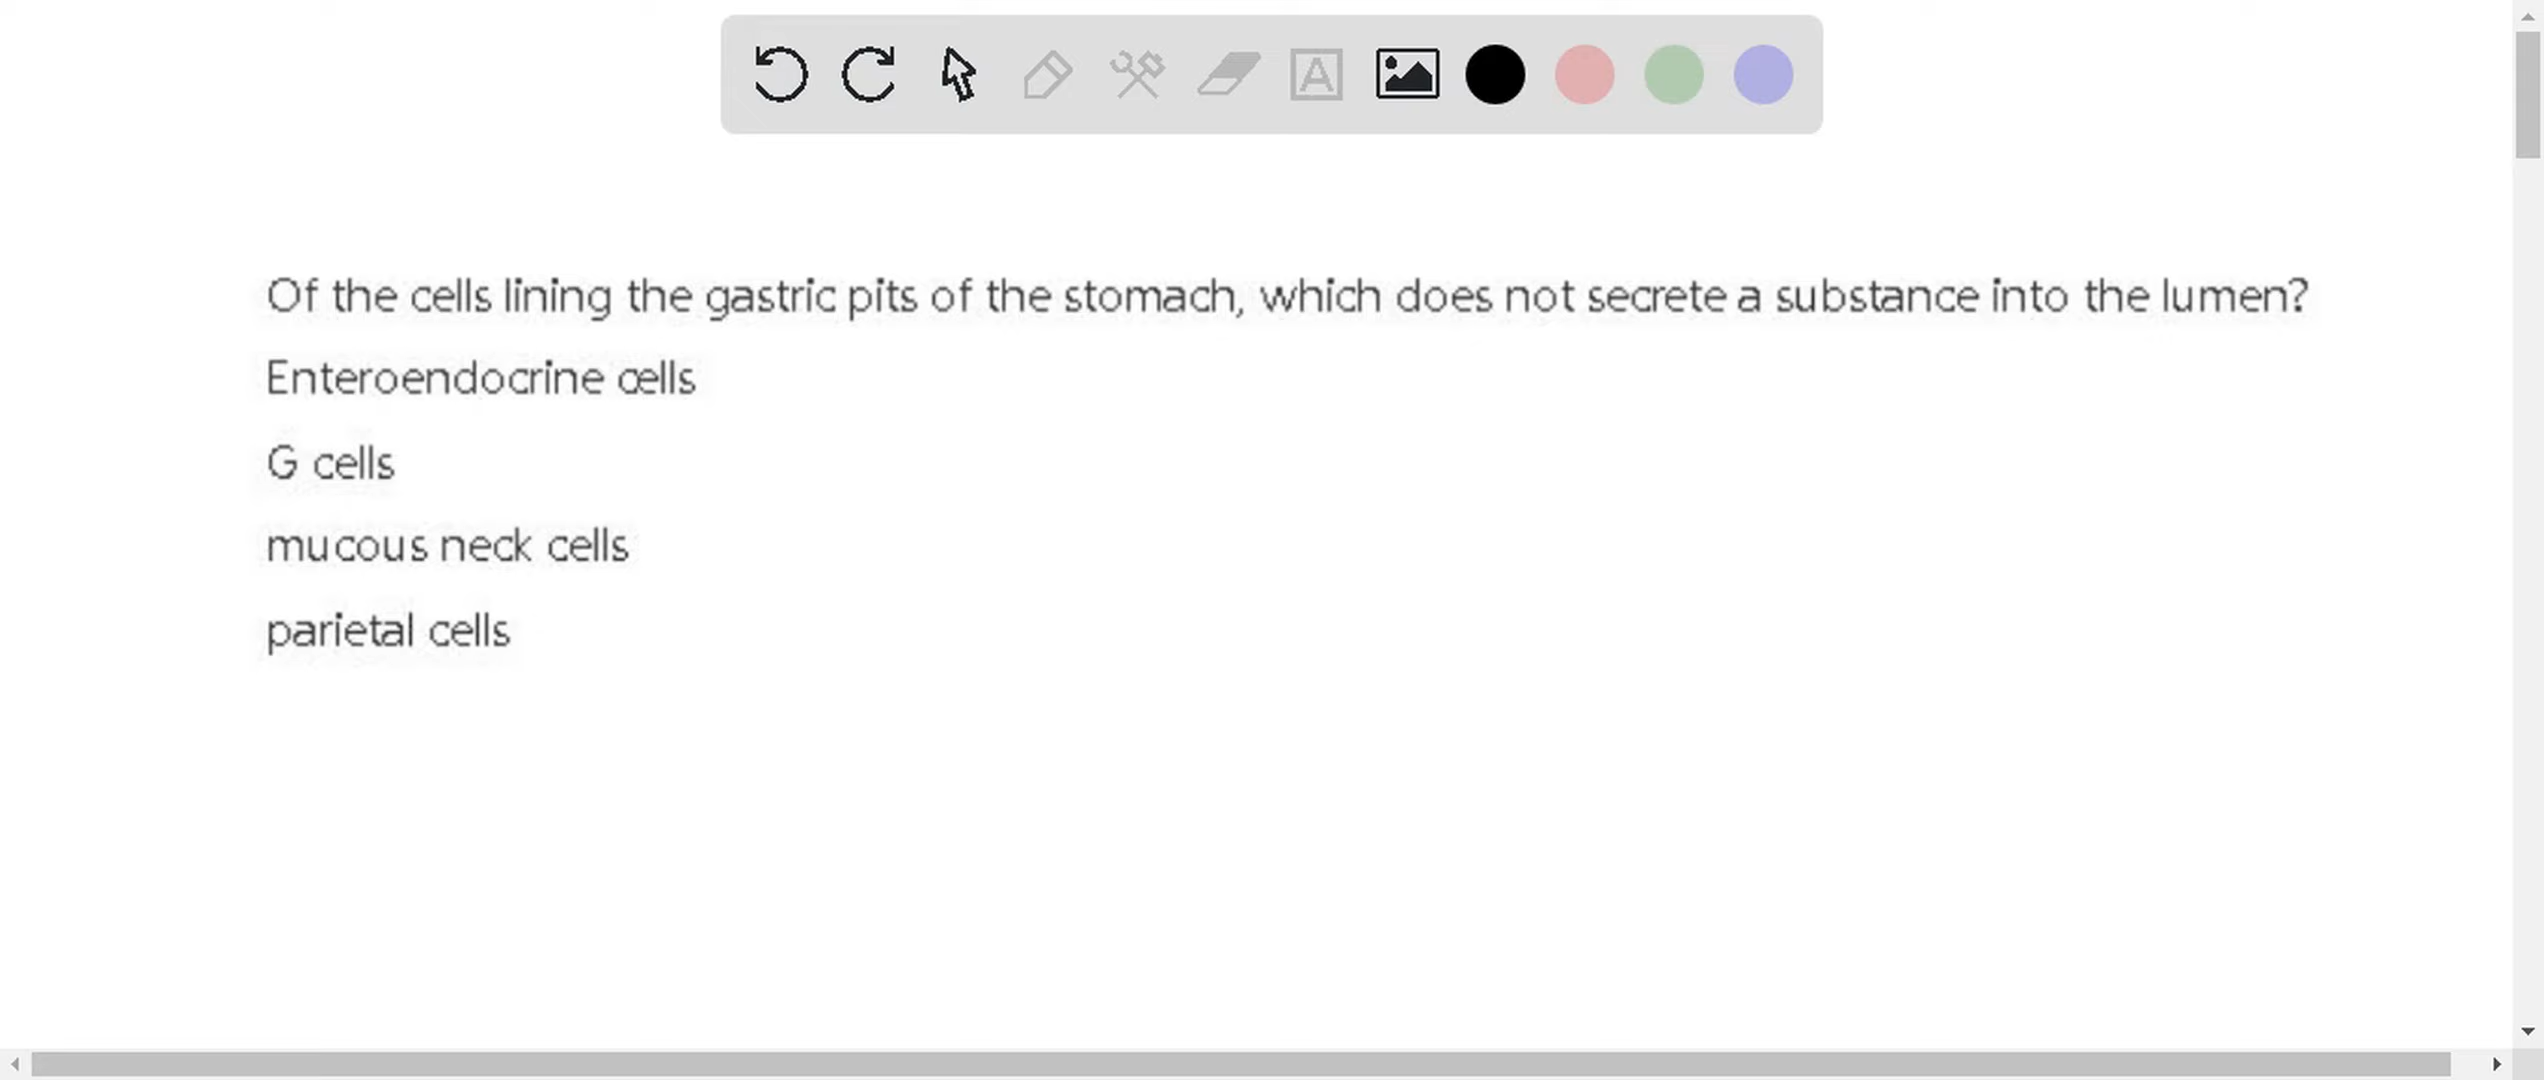 A
Of the cells lining the gastric pits of the stomach, which does not secrete a substance into the lumen?
Enteroendocrine cells
G cells
mucous neck cells
parietal cells